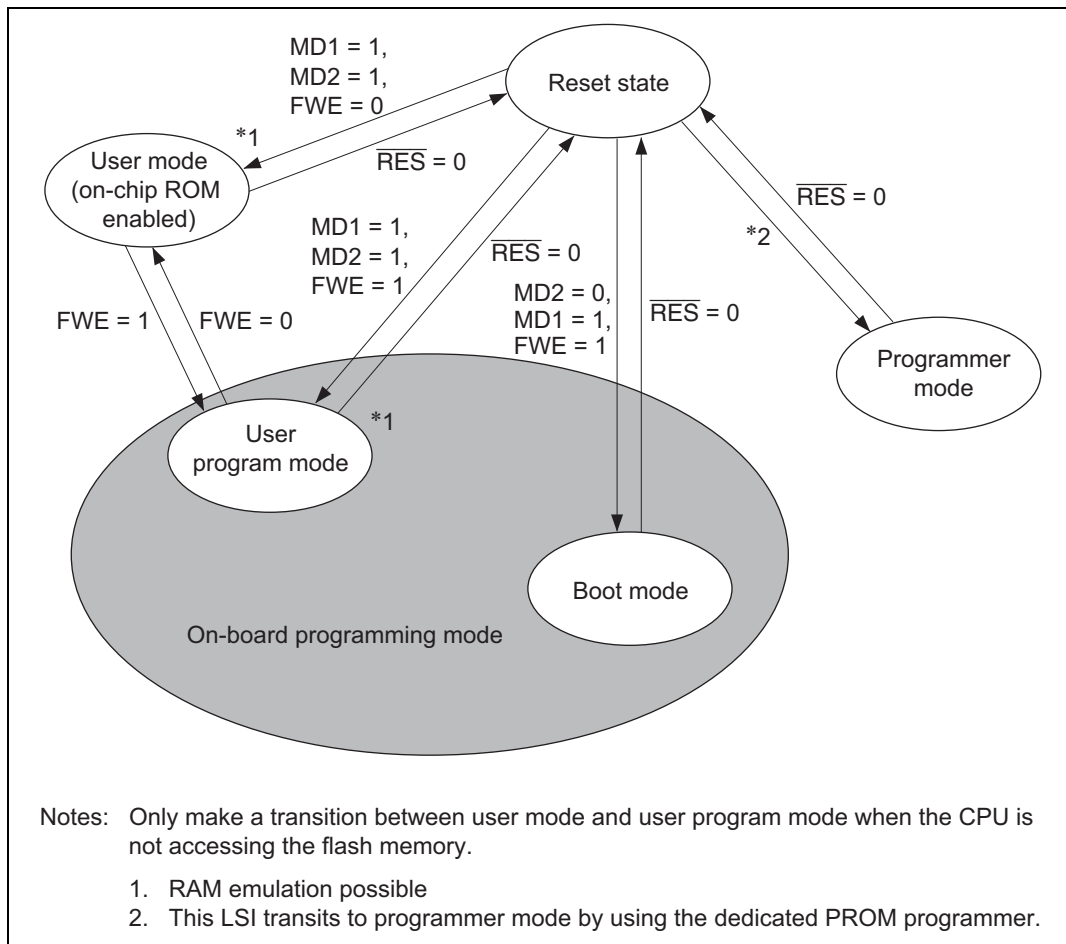 MD1 = 1,
MD2 = 1,
FWE = 0
Reset state
*1
R̅E̅S̅ = 0
User mode
(on-chip ROM
enabled)
R̅E̅S̅ = 0
*2
MD1 = 1,
MD2 = 1,
FWE = 1
R̅E̅S̅ = 0
MD2 = 0,
MD1 = 1,
FWE = 1
R̅E̅S̅ = 0
FWE = 1
FWE = 0
Programmer
mode
*1
User
program mode
Boot mode
On-board programming mode
Notes: Only make a transition between user mode and user program mode when the CPU is
not accessing the flash memory.
1. RAM emulation possible
2. This LSI transits to programmer mode by using the dedicated PROM programmer.